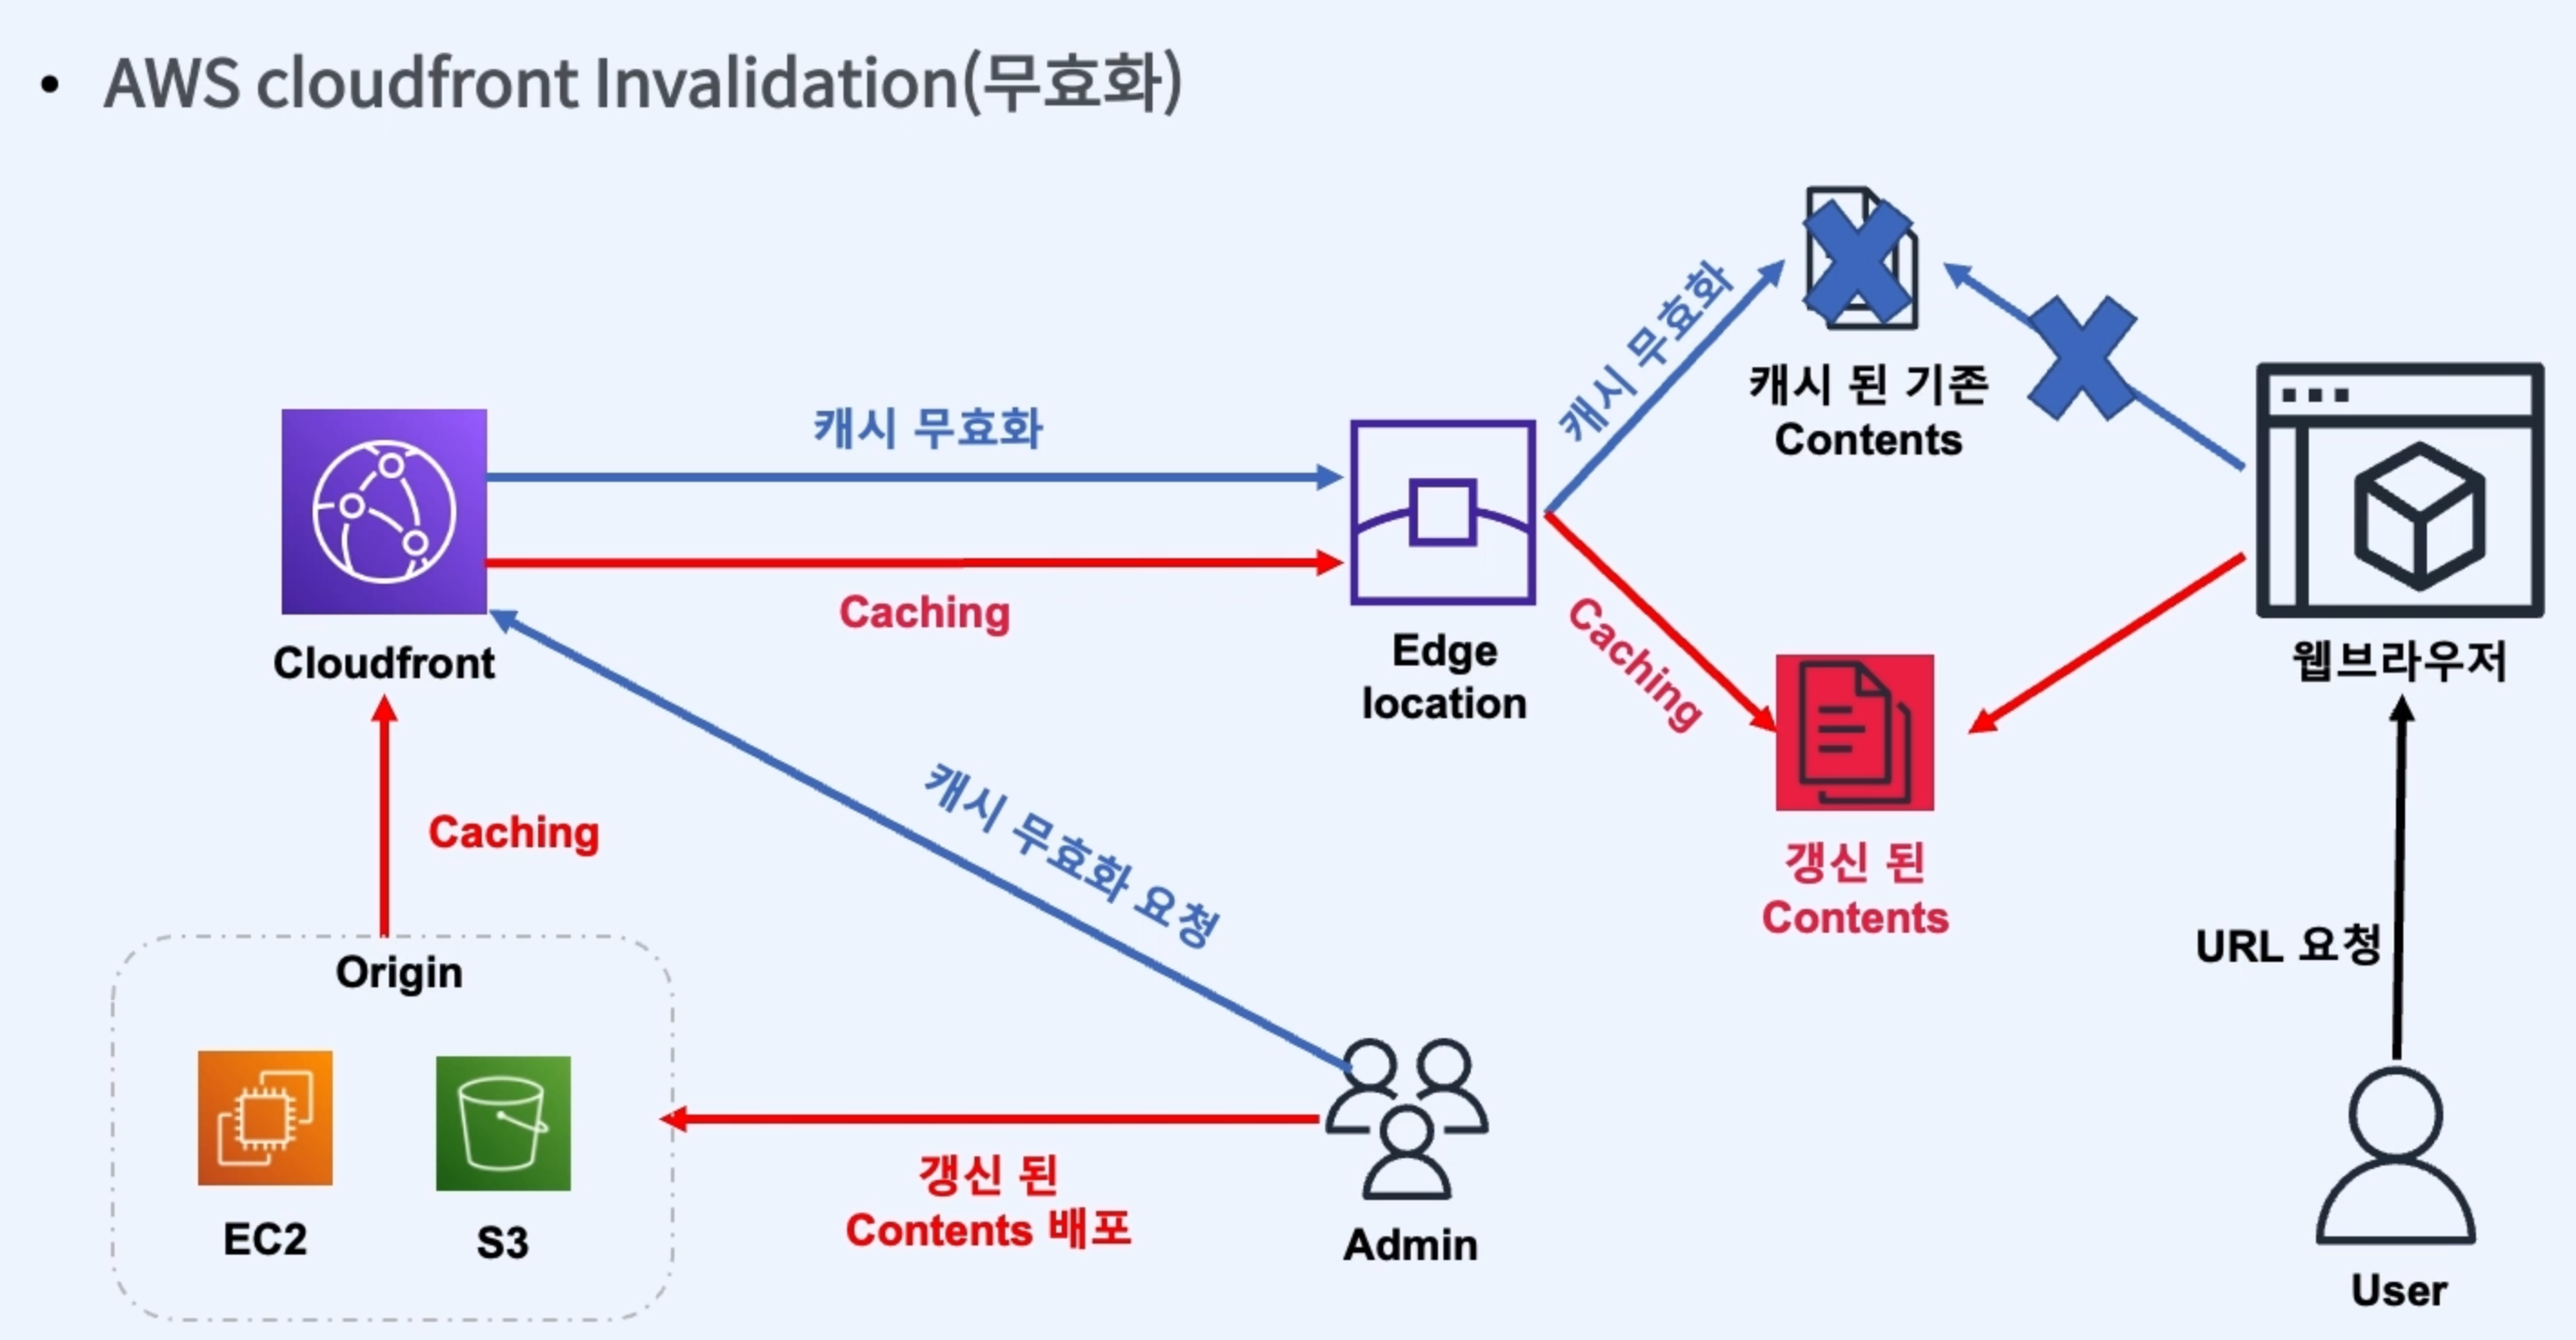 • AWS cloudfront Invalidation(무효화)
캐시 무효화
캐시 된 기존
Contents
캐시 무효화
Caching
Cloudfront
Edge
location
Caching
웹브라우저
캐시 무효화 요청
Caching
갱신 된
Contents
URL 요청
Origin
EC2
S3
갱신 된
Contents 배포
Admin
User